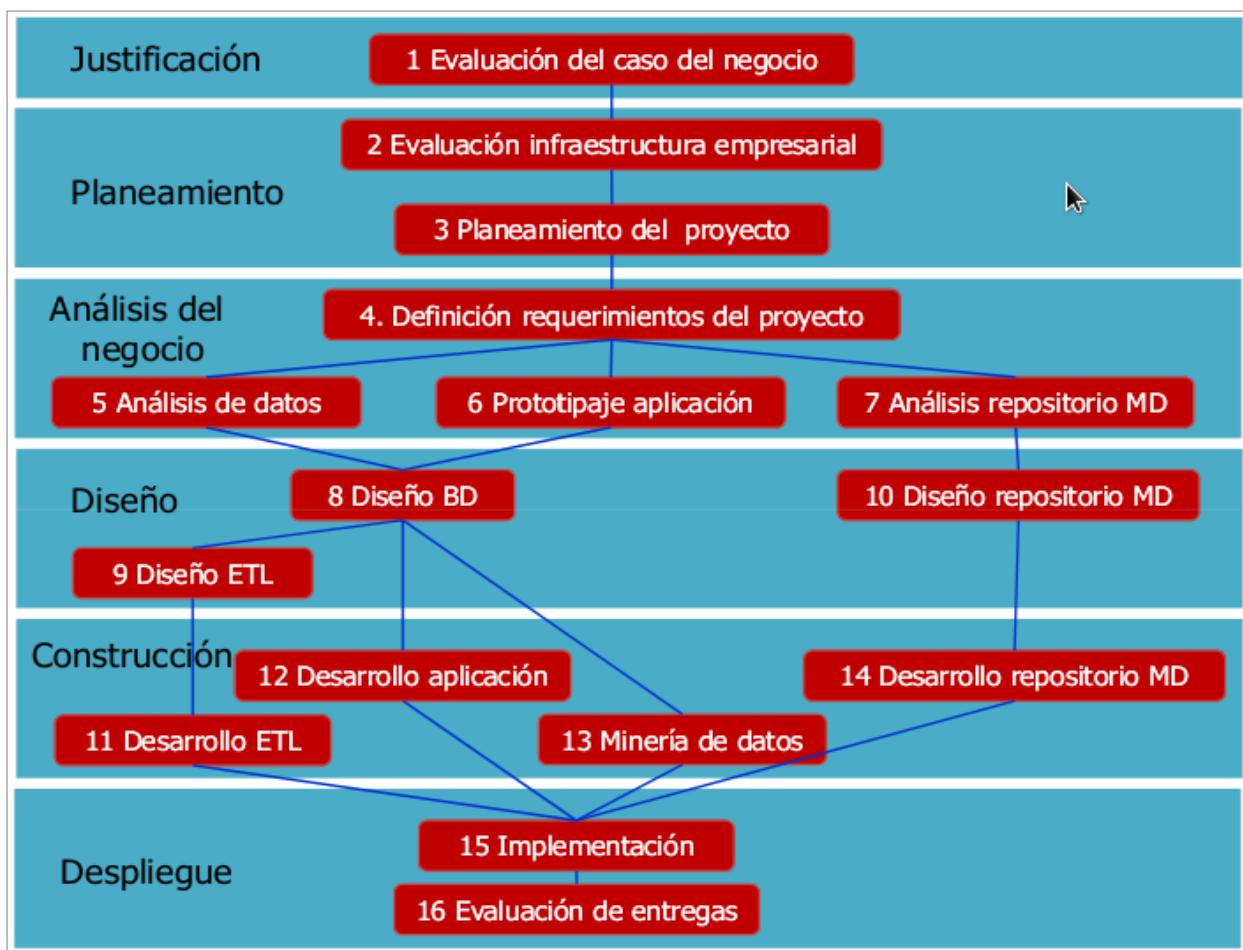 Justificación
1 Evaluación del caso del negocio
2 Evaluación infraestructura empresarial
Planeamiento
3 Planeamiento del proyecto
Análisis del
negocio
4. Definición requerimientos del proyecto
5 Análisis de datos
6 Prototipaje aplicación
7 Análisis repositorio MD
Diseño
8 Diseño BD
10 Diseño repositorio MD
9 Diseño ETL
Construcción
12 Desarrollo aplicación
14 Desarrollo repositorio MD
11 Desarrollo ETL
13 Minería de datos
Despliegue
15 Implementación
16 Evaluación de entregas